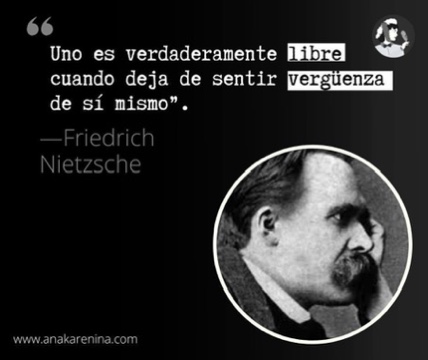 “
Uno es verdaderamente libre
cuando deja de sentir vergüenza
de sí mismo”.
—Friedrich
Nietzsche
www.anakarenina.com